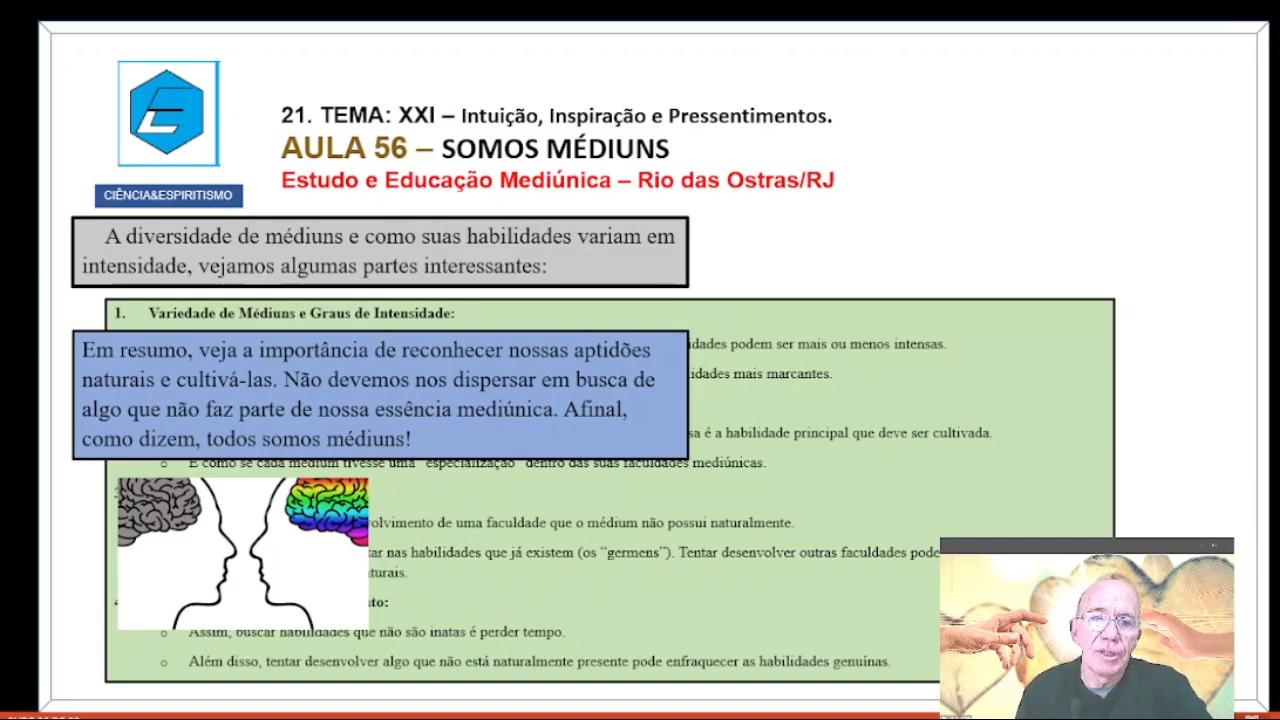 21. TEMA: XXI – Intuição, Inspiração e Pressentimentos.
AULA 56 – SOMOS MÉDIUNS
Estudo e Educação Mediúnica – Rio das Ostras/RJ
CIÊNCIA&ESPIRITISMO
A diversidade de médiuns e como suas habilidades variam em
intensidade, vejamos algumas partes interessantes:
1. Variedade de Médiuns e Graus de Intensidade:
Em resumo, veja a importância de reconhecer nossas aptidões
naturais e cultivá-las. Não devemos nos dispersar em busca de
algo que não faz parte de nossa essência mediúnica. Afinal,
como dizem, todos somos médiuns!
idades podem ser mais ou menos intensas.
idades mais marcantes.
sa é a habilidade principal que deve ser cultivada.
É como se cada médium tivesse uma "especialização" dentro das suas faculdades mediúnicas.
olvimento de uma faculdade que o médium não possui naturalmente.
tar nas habilidades que já existem (os "germens"). Tentar desenvolver outras faculdades pode
turais.
to:
Assim, buscar habilidades que não são inatas é perder tempo.
Além disso, tentar desenvolver algo que não está naturalmente presente pode enfraquecer as habilidades genuínas.